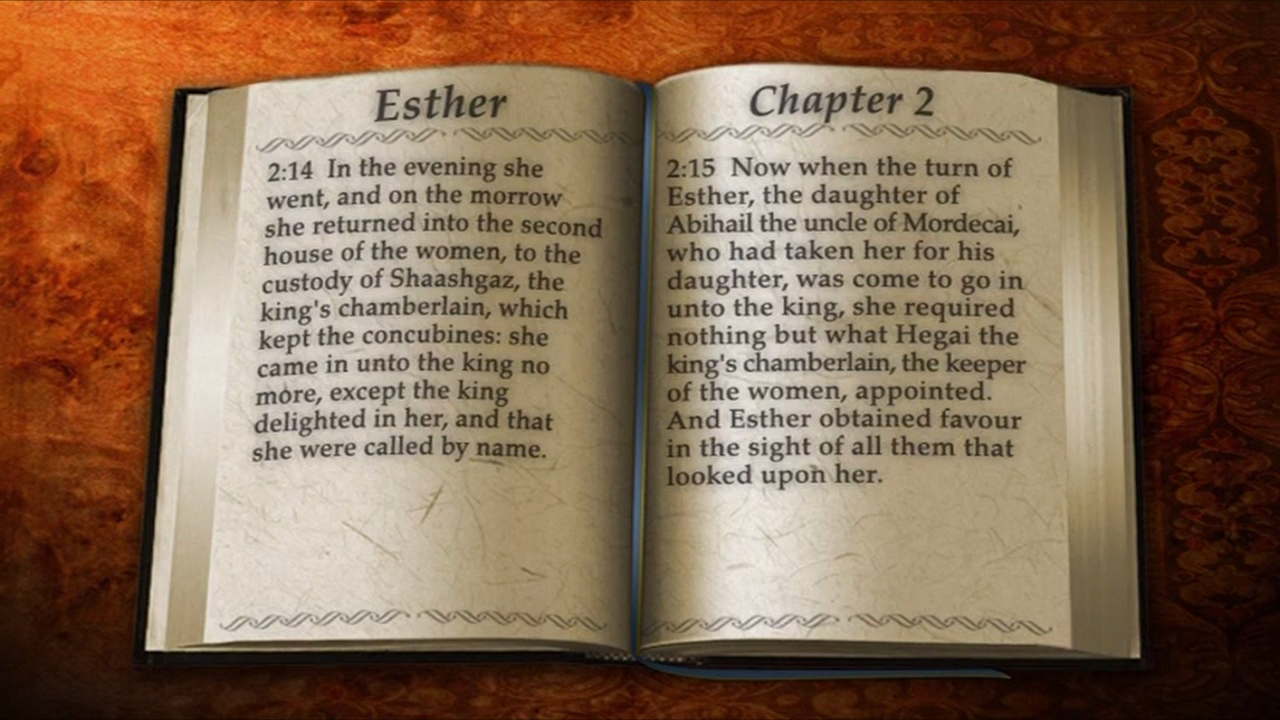 Esther
2:14 In the evening she
went, and on the morrow
she returned into the second
house of the women, to the
custody of Shaashgaz, the
king's chamberlain, which
kept the concubines: she
came in unto the king no
more, except the king
delighted in her, and that
she were called by name.
Chapter 2
2:15 Now when the turn of
Esther, the daughter of
Abihail the uncle of Mordecai,
who had taken her for his
daughter, was come to go in
unto the king, she required
nothing but what Hegai the
king's chamberlain, the keeper
of the women, appointed.
And Esther obtained favour
in the sight of all them that
looked upon her.